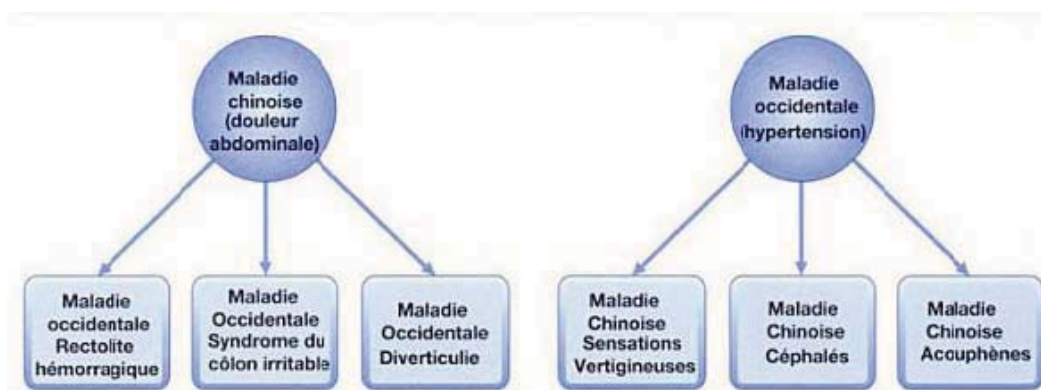 Maladie
chinoise
(douleur
abdominale)
Maladie
occidentale
(hypertension)
Maladie
occidentale
Rectolite
hémorragique
Maladie
Occidentale
Syndrome du
côlon irritable
Maladie
Occidentale
Diverticulie
Maladie
Chinoise
Sensations
Vertigineuses
Maladie
Chinoise
Céphalés
Maladie
Chinoise
Acouphènes